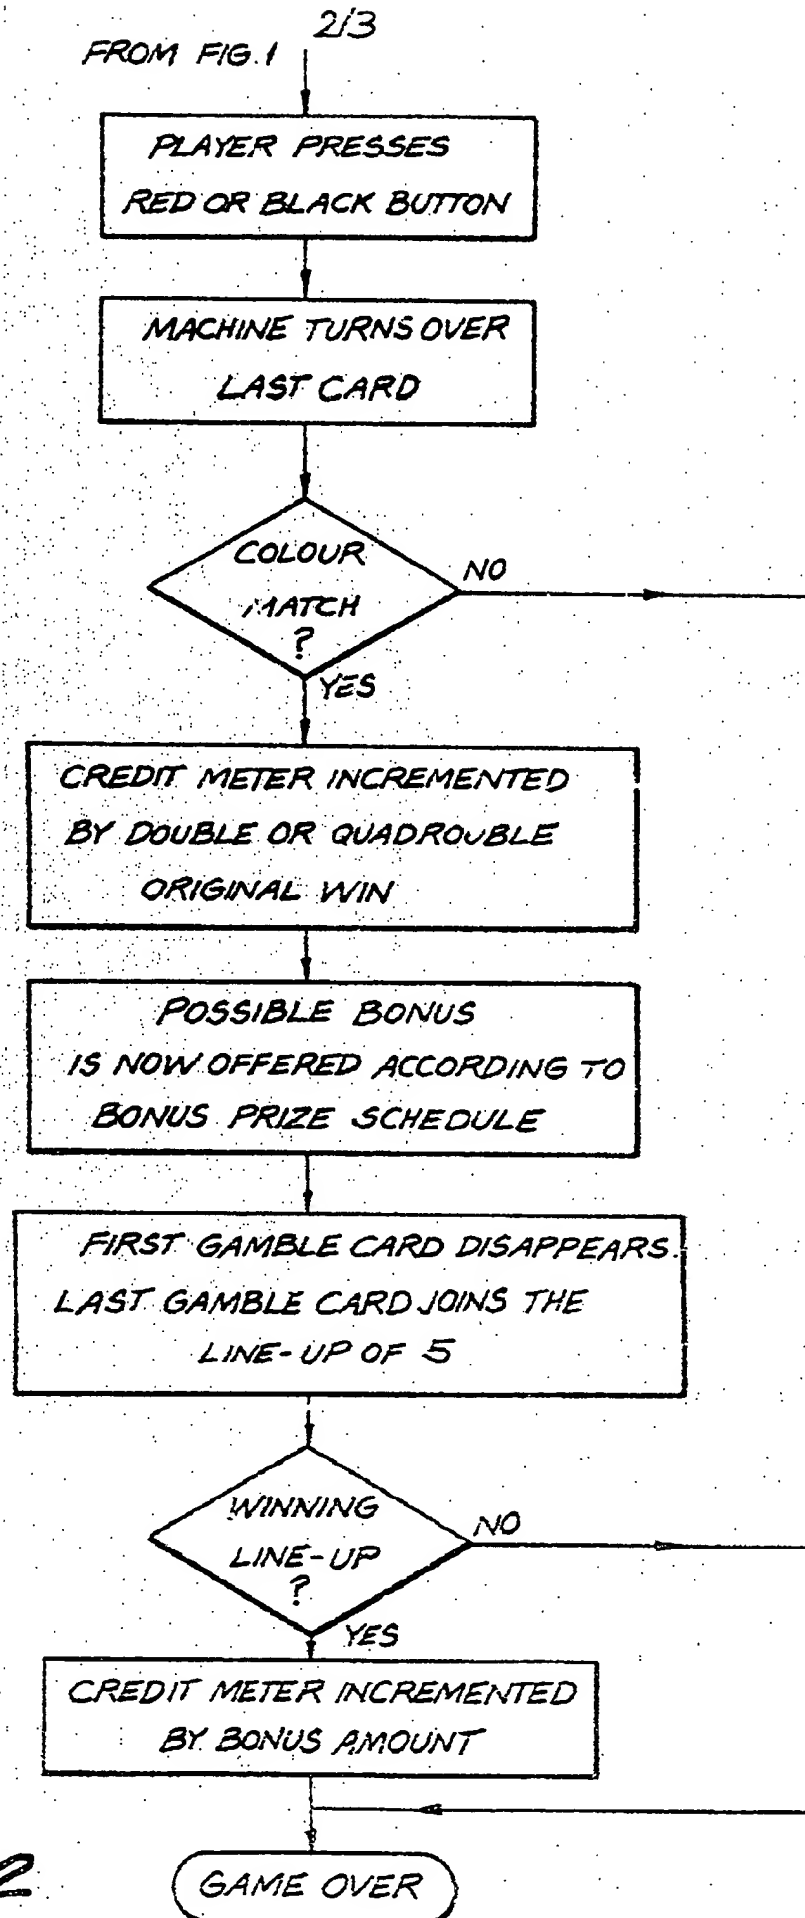 2/3
FROM FIG.1
PLAYER PRESSES
RED OR BLACK BUTTON
MACHINE TURNS OVER
LAST CARD
COLOUR
MATCH
?
NO
YES
CREDIT METER INCREMENTED
BY DOUBLE OR QUADROUBLE
ORIGINAL WIN
POSSIBLE BONUS
IS NOW OFFERED ACCORDING TO
BONUS PRIZE SCHEDULE
FIRST GAMBLE CARD DISAPPEARS.
LAST GAMBLE CARD JOINS THE
LINE-UP OF 5
WINNING
LINE-UP
?
NO
YES
CREDIT METER INCREMENTED
BY BONUS AMOUNT
2
GAME OVER